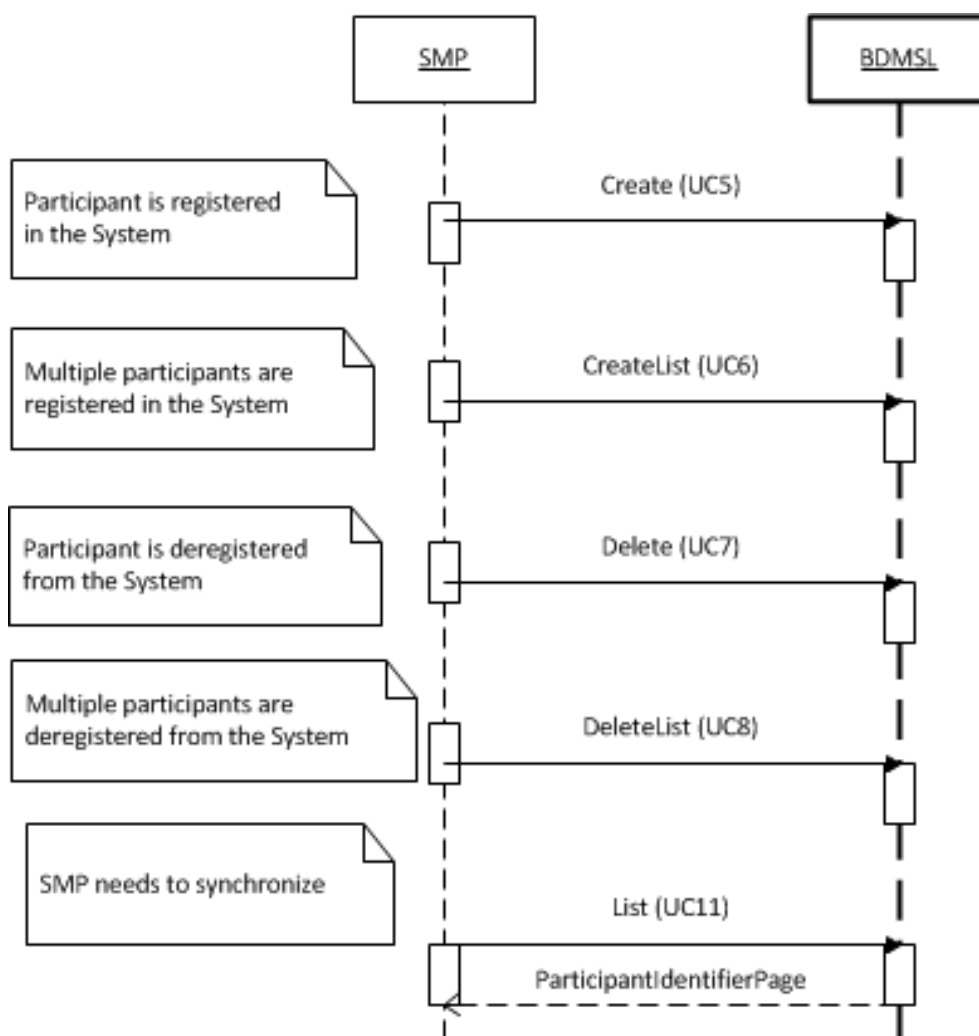 SMP
BDMSL
Participant is registered
in the System
Create (UC5)
Multiple participants are
registered in the System
CreateList (UC6)
Participant is deregistered
from the System
Delete (UC7)
Multiple participants are
deregistered from the System
DeleteList (UC8)
SMP needs to synchronize
List (UC11)
ParticipantIdentifierPage